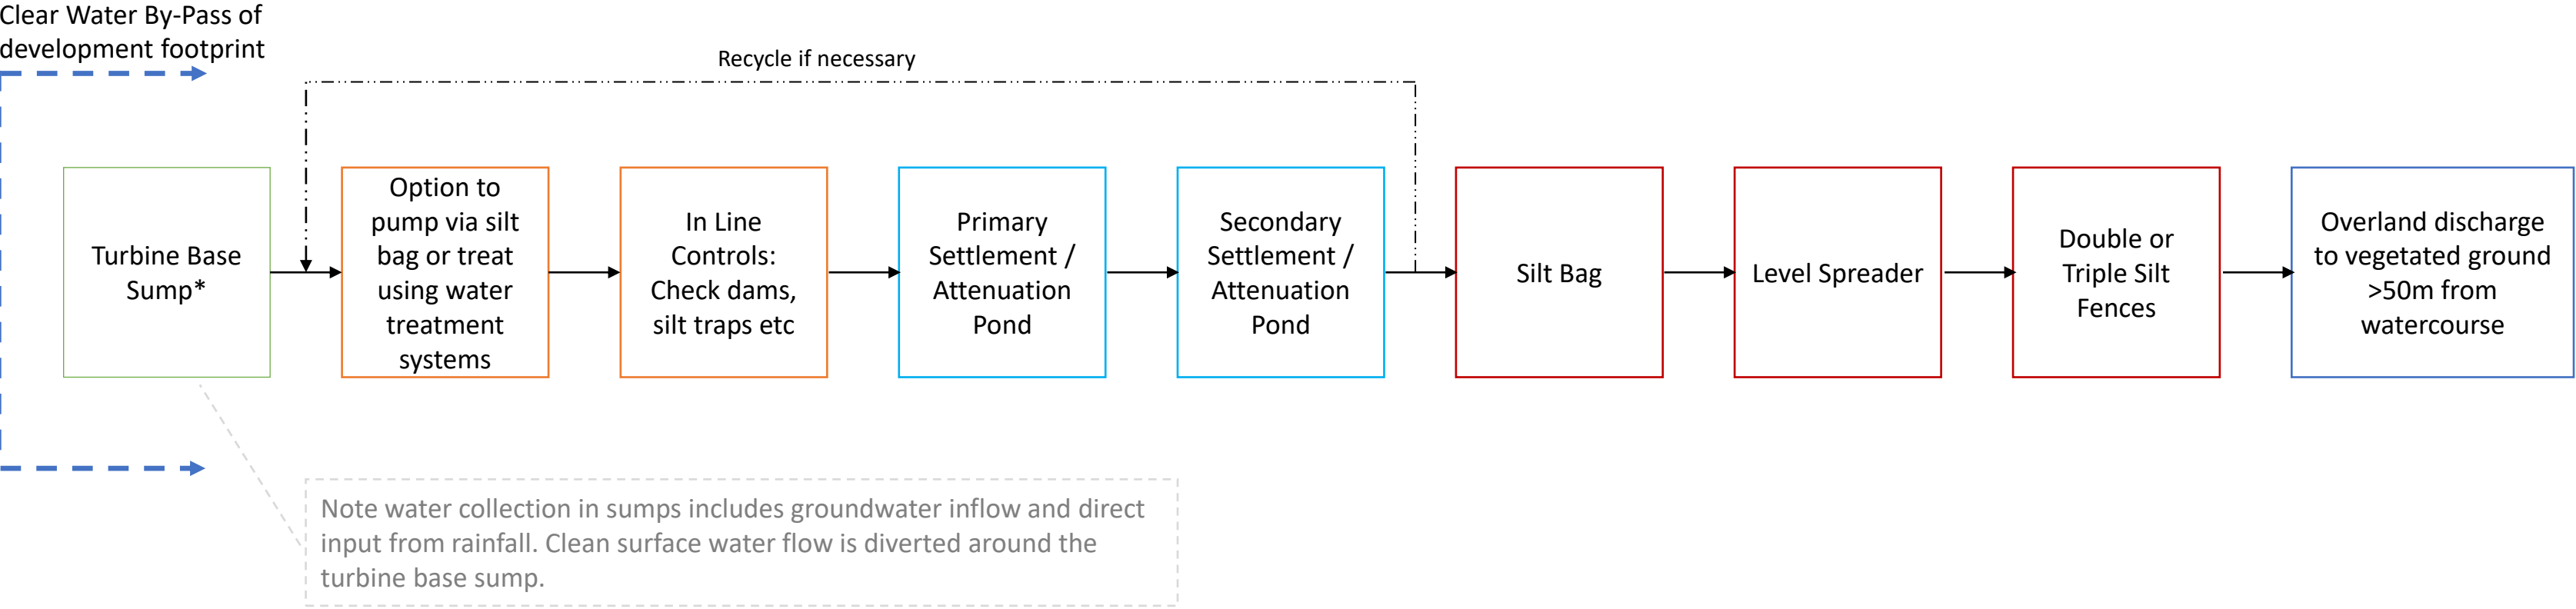 Clear Water By-Pass of
development footprint
Recycle if necessary
Turbine Base
Sump*
Option to
pump via silt
bag or treat
using water
treatment
systems
In Line
Controls:
Check dams,
silt traps etc
Primary
Settlement /
Attenuation
Pond
Secondary
Settlement /
Attenuation
Pond
Silt Bag
Level Spreader
Double or
Triple Silt
Fences
Overland discharge
to vegetated ground
>50m from
watercourse
Note water collection in sumps includes groundwater inflow and direct
input from rainfall. Clean surface water flow is diverted around the
turbine base sump.